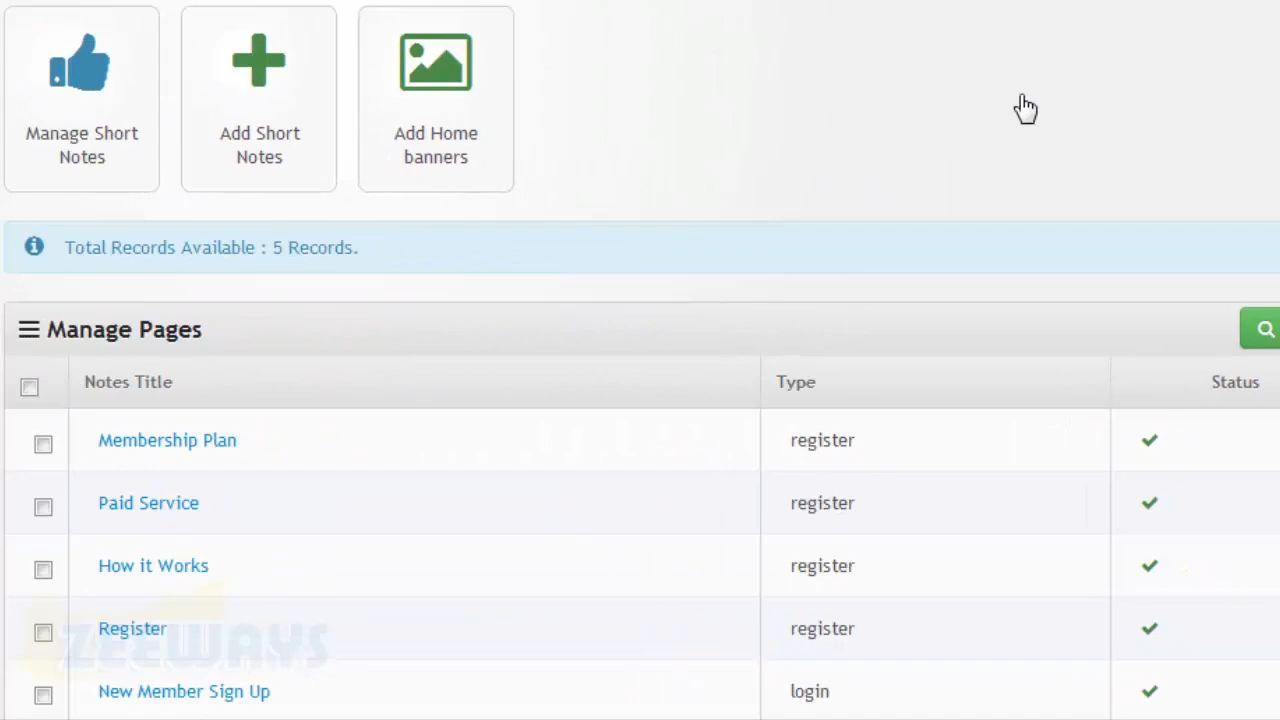 Manage Short
Notes
Add Short
Notes
Add Home
banners
Total Records Available : 5 Records.
Manage Pages
Notes Title Type Status
Membership Plan register
Paid Service register
How it Works register
Register register
New Member Sign Up login
ZEEWAYS